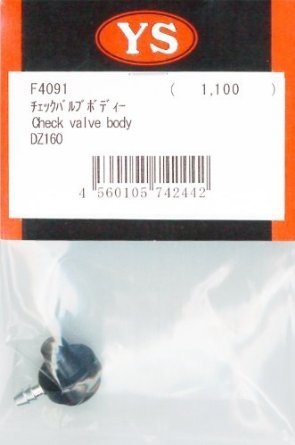 YS
F4091 ( 1,100 )
ﾁｪｯｸﾊﾞﾙﾌﾞﾎﾞﾃﾞｨｰ
Check valve body
DZ160
4 560105 742442